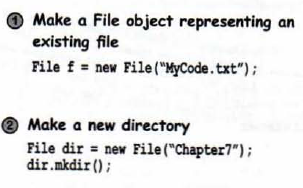 ① Make a File object representing an
existing file
File f = new File("MyCode.txt");
② Make a new directory
File dir = new File("Chapter7");
dir.mkdir();